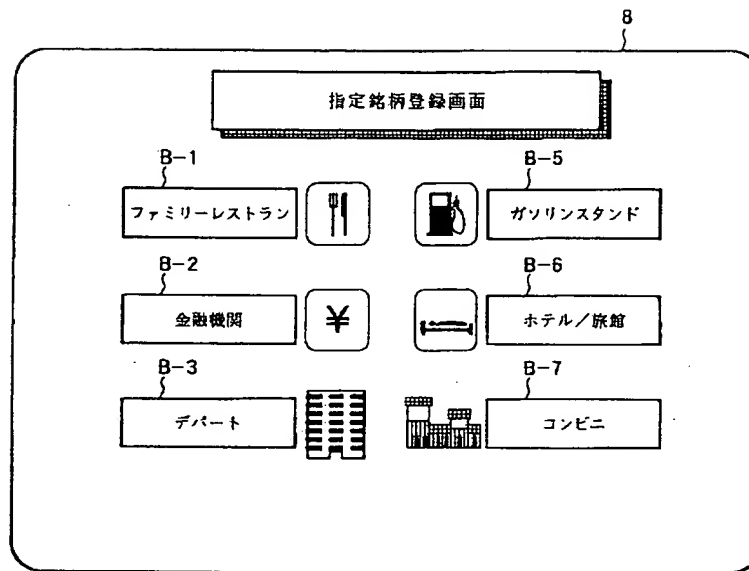 8
指定銘柄登録画面
B-1
ファミリーレストラン
B-5
ガソリンスタンド
B-2
金融機関
¥
B-6
ホテル/旅館
B-3
デパート
B-7
コンビニ